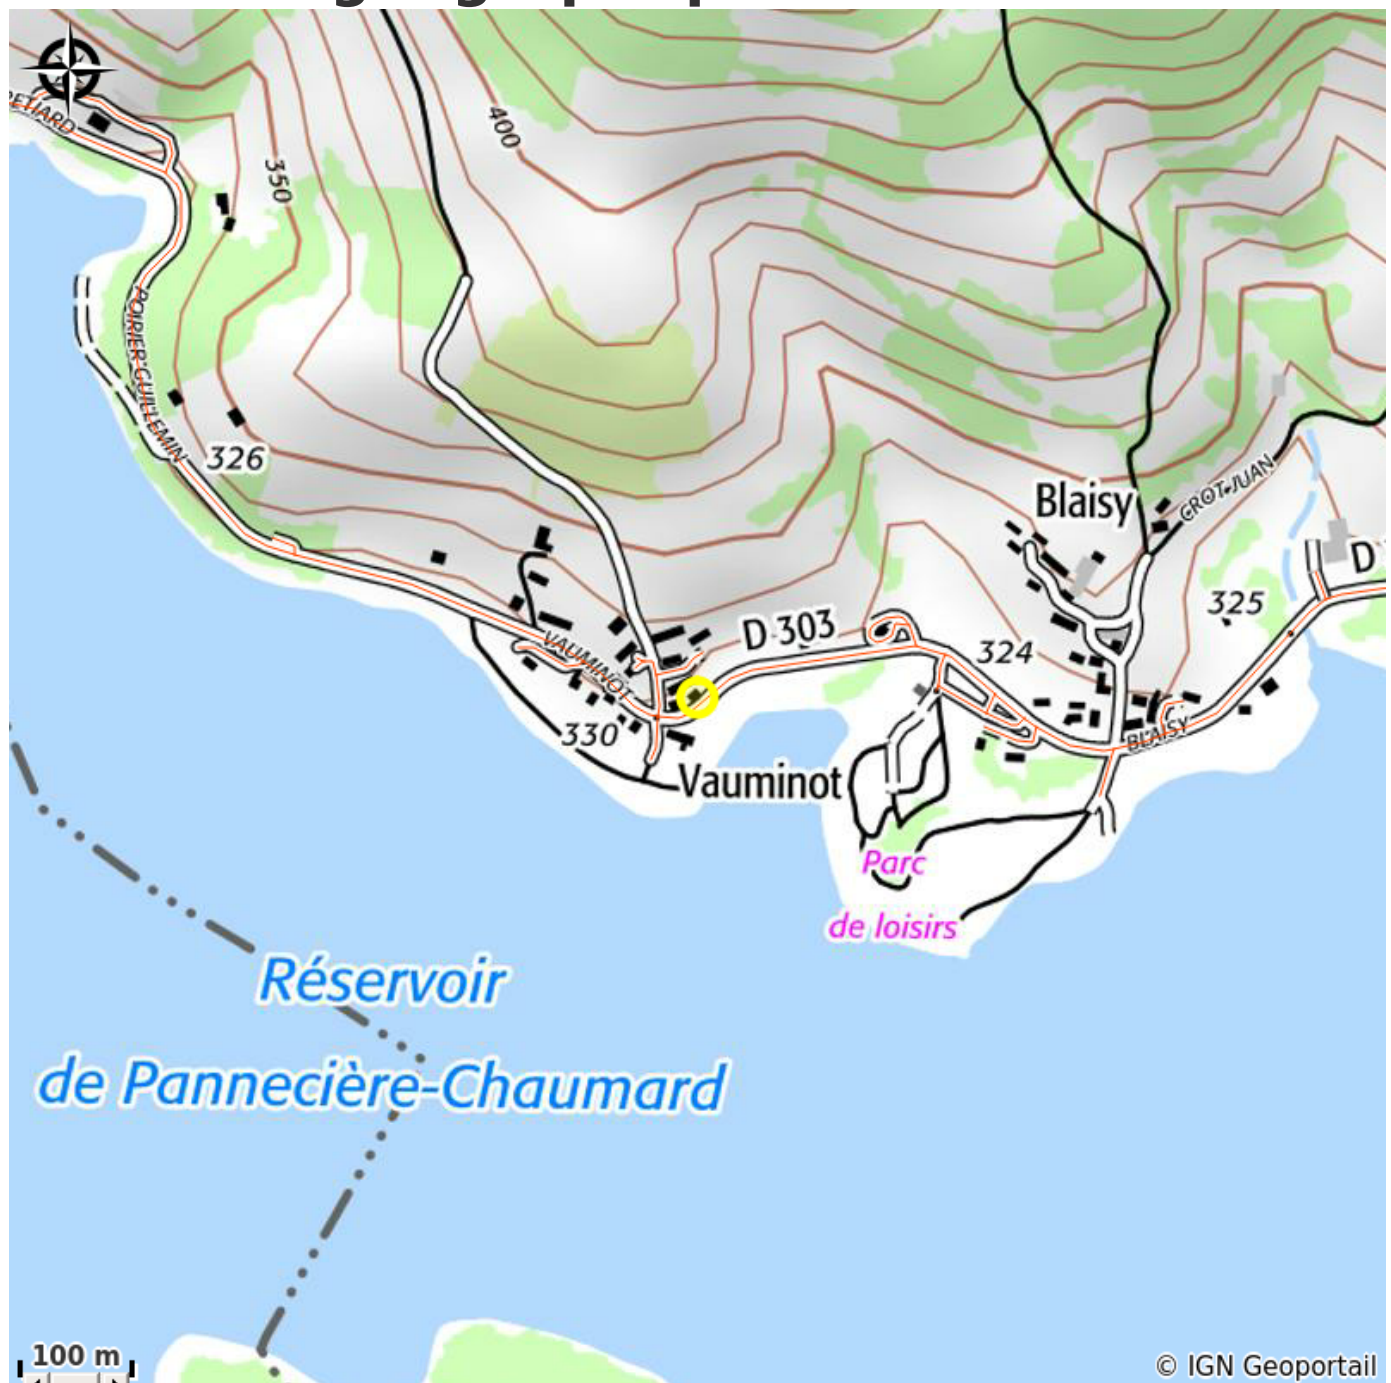 400
350
POIRIER GUILLEMIN
326
Blaisy
CROT JUAN
D
325
D 303
324
VAUMINOT
330
BLAISY
Vauminot
Parc
de loisirs
Réservoir
de Pannecière-Chaumard
100 m
© IGN Geoportail